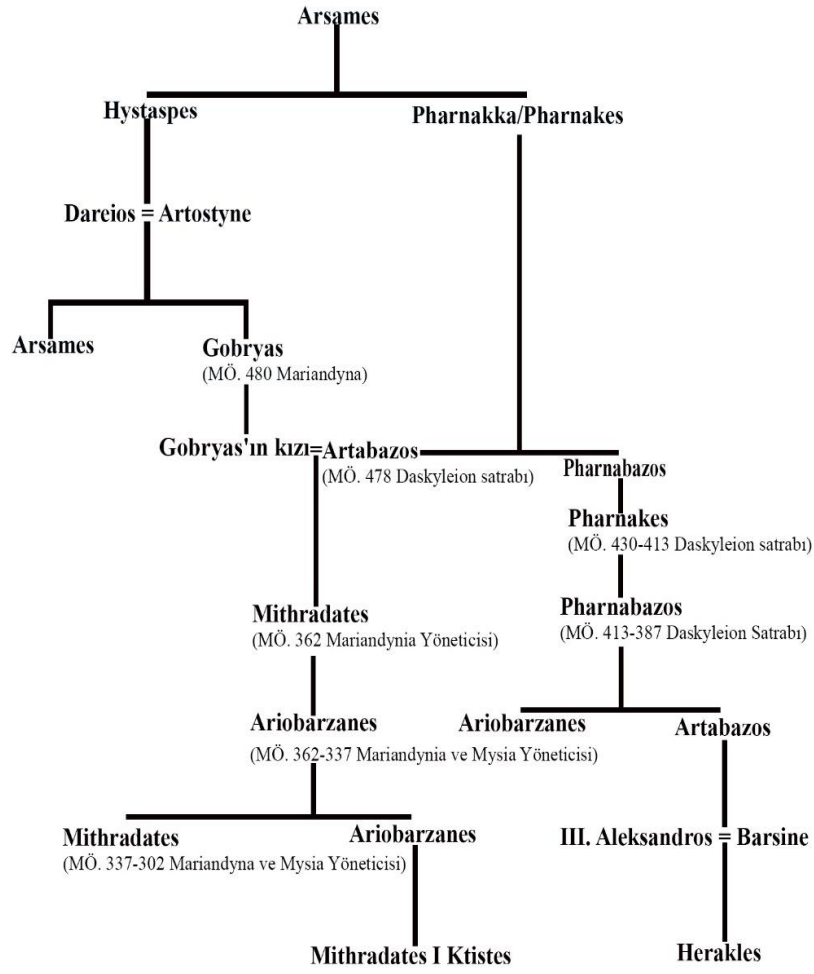 Arsames
Hystaspes
Pharnakka/Pharnakes
Dareios = Artostyne
Arsames
Gobryas
(MÖ. 480 Mariandyna)
Gobryas'ın kızı=Artabazos
(MÖ. 478 Daskyleion satrabı)
Pharnabazos
Pharnakes
(MÖ. 430-413 Daskyleion satrabı)
Mithradates
(MÖ. 362 Mariandynia Yöneticisi)
Pharnabazos
(MÖ. 413-387 Daskyleion Satrabı)
Ariobarzanes
(MÖ. 362-337 Mariandynia ve Mysia Yöneticisi)
Ariobarzanes
Artabazos
Mithradates
(MÖ. 337-302 Mariandyna ve Mysia Yöneticisi)
Ariobarzanes
III. Aleksandros = Barsine
Mithradates I Ktistes
Herakles